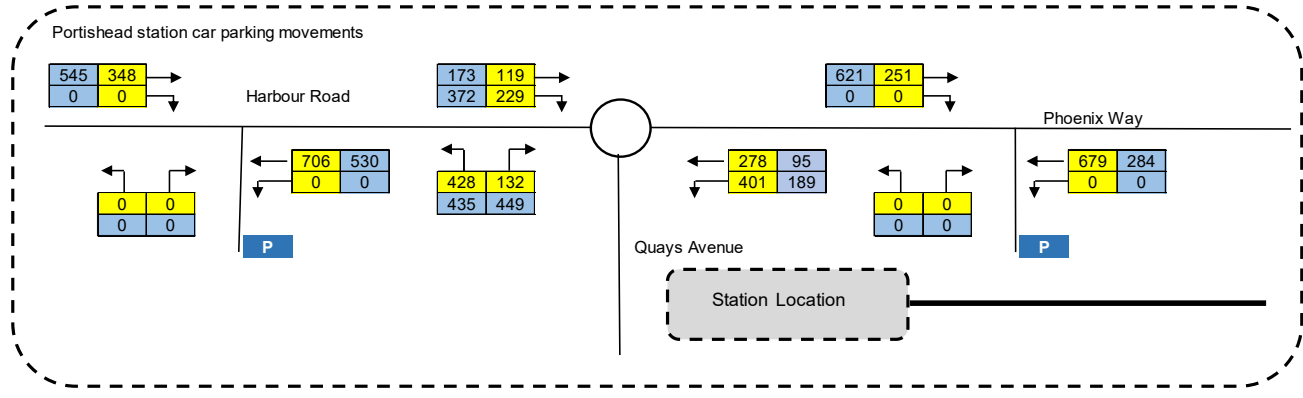 Portishead station car parking movements
545 348
0 0
Harbour Road
173 119
372 229
621 251
0 0
Phoenix Way
706 530
0 0
0 0
0 0
428 132
435 449
278 95
401 189
0 0
0 0
679 284
0 0
P
Quays Avenue
P
Station Location